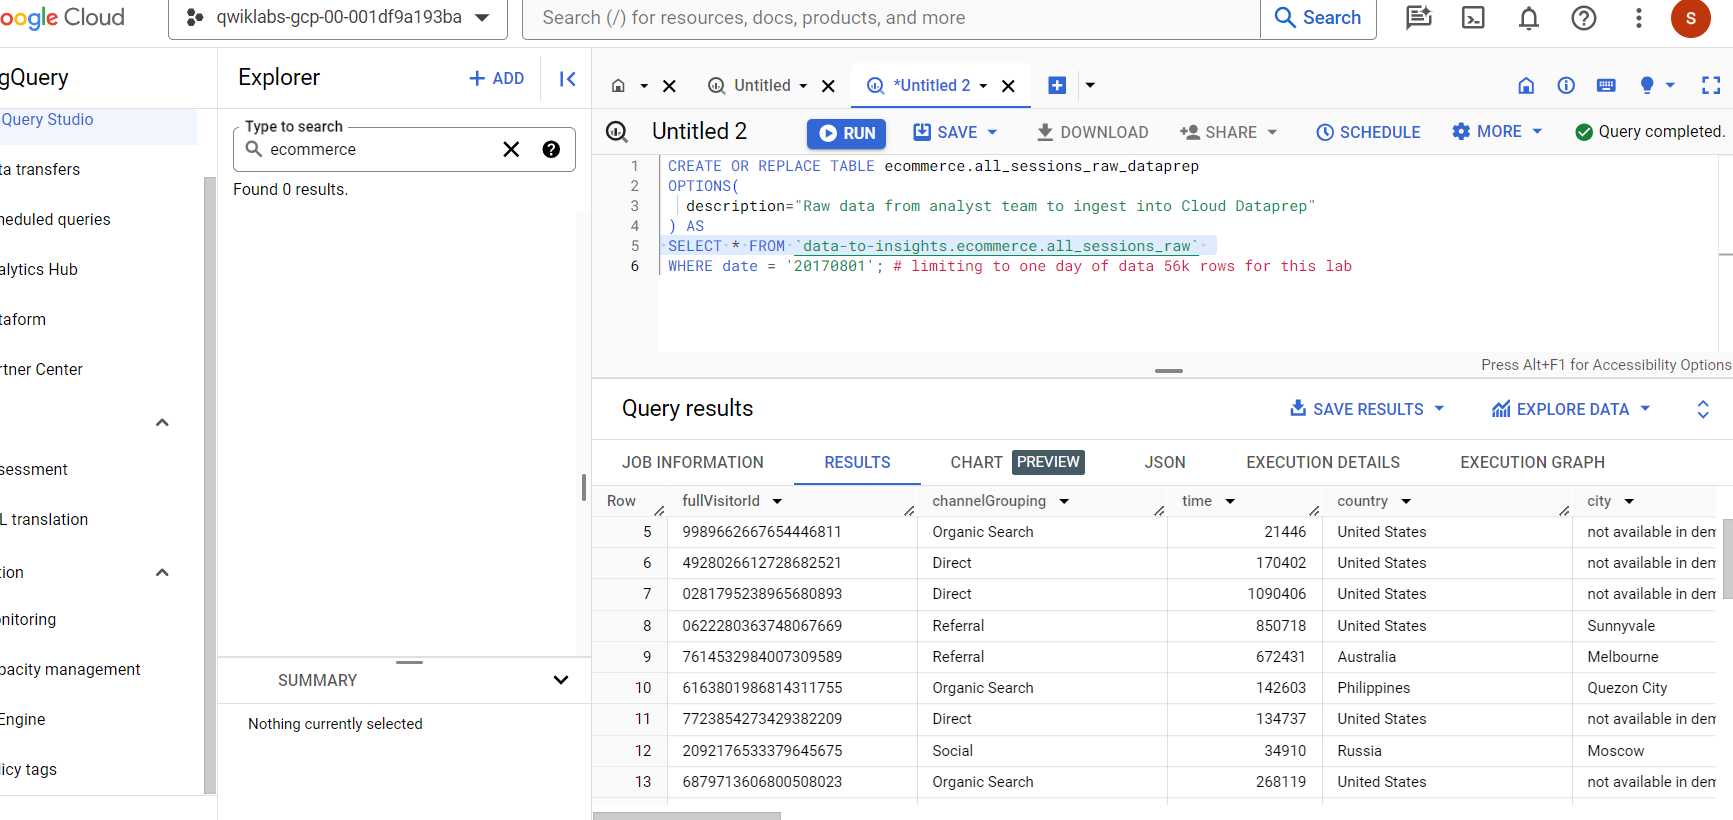 oogle Cloud
qwiklabs-gcp-00-001df9a193ba
Search (/) for resources, docs, products, and more
Search
S
gQuery
Query Studio
ta transfers
heduled queries
alytics Hub
taform
rtner Center
sessment
L translation
ion
nitoring
pacity management
Engine
licy tags
Explorer
+ ADD
Type to search
ecommerce
Found 0 results.
SUMMARY
Nothing currently selected
Untitled
*Untitled 2
Untitled 2
RUN
SAVE
DOWNLOAD
SHARE
SCHEDULE
MORE
Query completed.
1 CREATE OR REPLACE TABLE ecommerce.all_sessions_raw_dataprep
2 OPTIONS(
3 description="Raw data from analyst team to ingest into Cloud Dataprep"
4 ) AS
5 SELECT * FROM `data-to-insights.ecommerce.all_sessions_raw`
6 WHERE date = '20170801'; # limiting to one day of data 56k rows for this lab
Press Alt+F1 for Accessibility Options
Query results
SAVE RESULTS
EXPLORE DATA
JOB INFORMATION RESULTS CHART PREVIEW JSON EXECUTION DETAILS EXECUTION GRAPH
Row fullVisitorId channelGrouping time country city
5 9989662667654446811 Organic Search 21446 United States not available in dem
6 4928026612728682521 Direct 170402 United States not available in dem
7 0281795238965680893 Direct 1090406 United States not available in dem
8 0622280363748067669 Referral 850718 United States Sunnyvale
9 7614532984007309589 Referral 672431 Australia Melbourne
10 6163801986814311755 Organic Search 142603 Philippines Quezon City
11 7723854273429382209 Direct 134737 United States not available in dem
12 2092176533379645675 Social 34910 Russia Moscow
13 6879713606800508023 Organic Search 268119 United States not available in dem